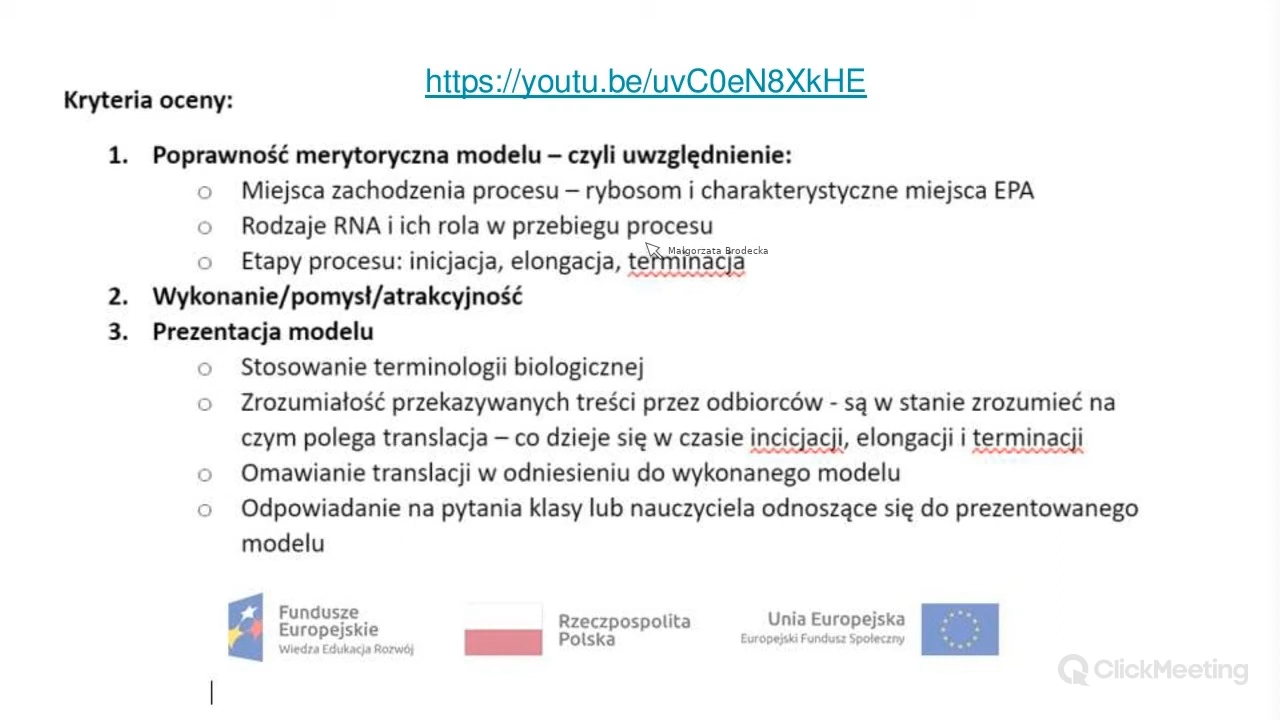 https://youtu.be/uvC0eN8XkHE
Kryteria oceny:
1. Poprawność merytoryczna modelu – czyli uwzględnienie:
o Miejsca zachodzenia procesu – rybosom i charakterystyczne miejsca EPA
o Rodzaje RNA i ich rola w przebiegu procesu
Małgorzata Brodecka
o Etapy procesu: inicjacja, elongacja, terminacja
2. Wykonanie/pomysł/atrakcyjność
3. Prezentacja modelu
o Stosowanie terminologii biologicznej
o Zrozumiałość przekazywanych treści przez odbiorców - są w stanie zrozumieć na
czym polega translacja – co dzieje się w czasie incicjacji, elongacji i terminacji
o Omawianie translacji w odniesieniu do wykonanego modelu
o Odpowiadanie na pytania klasy lub nauczyciela odnoszące się do prezentowanego
modelu
Fundusze
Europejskie
Wiedza Edukacja Rozwój
Rzeczpospolita
Polska
Unia Europejska
Europejski Fundusz Społeczny
ClickMeeting